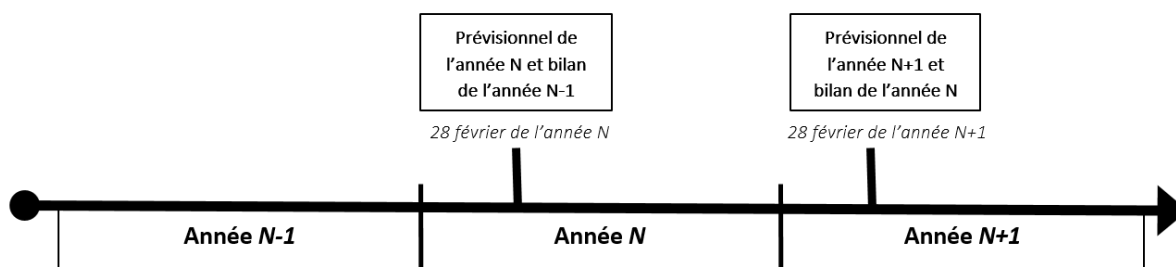 Prévisionnel de
l'année N et bilan
de l'année N-1
Prévisionnel de
l'année N+1 et
bilan de l'année N
28 février de l'année N
28 février de l'année N+1
Année N-1
Année N
Année N+1